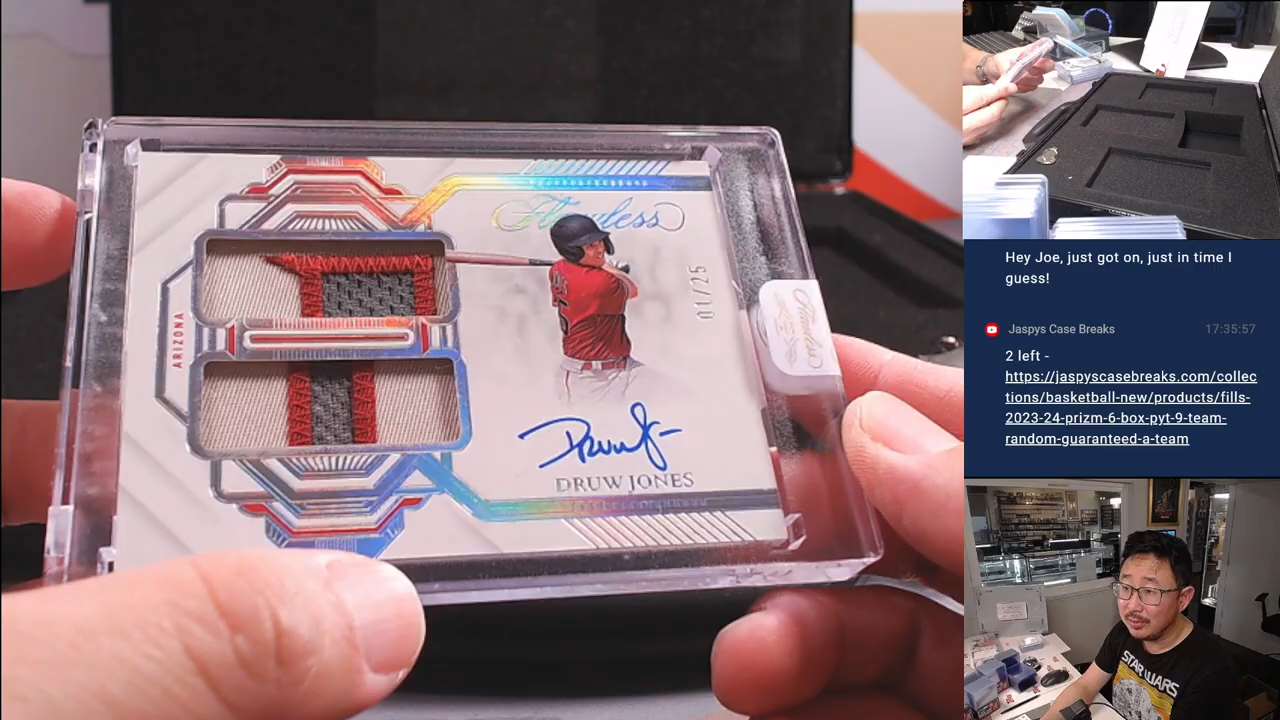 Flawless
01/25
ARIZONA
DRUW JONES
Flawless
Hey Joe, just got on, just in time I
guess!
Jaspys Case Breaks 17:35:57
2 left -
https://jaspyscasebreaks.com/collec
tions/basketball-new/products/fills-
2023-24-prizm-6-box-pyt-9-team-
random-guaranteed-a-team
STAR WARS